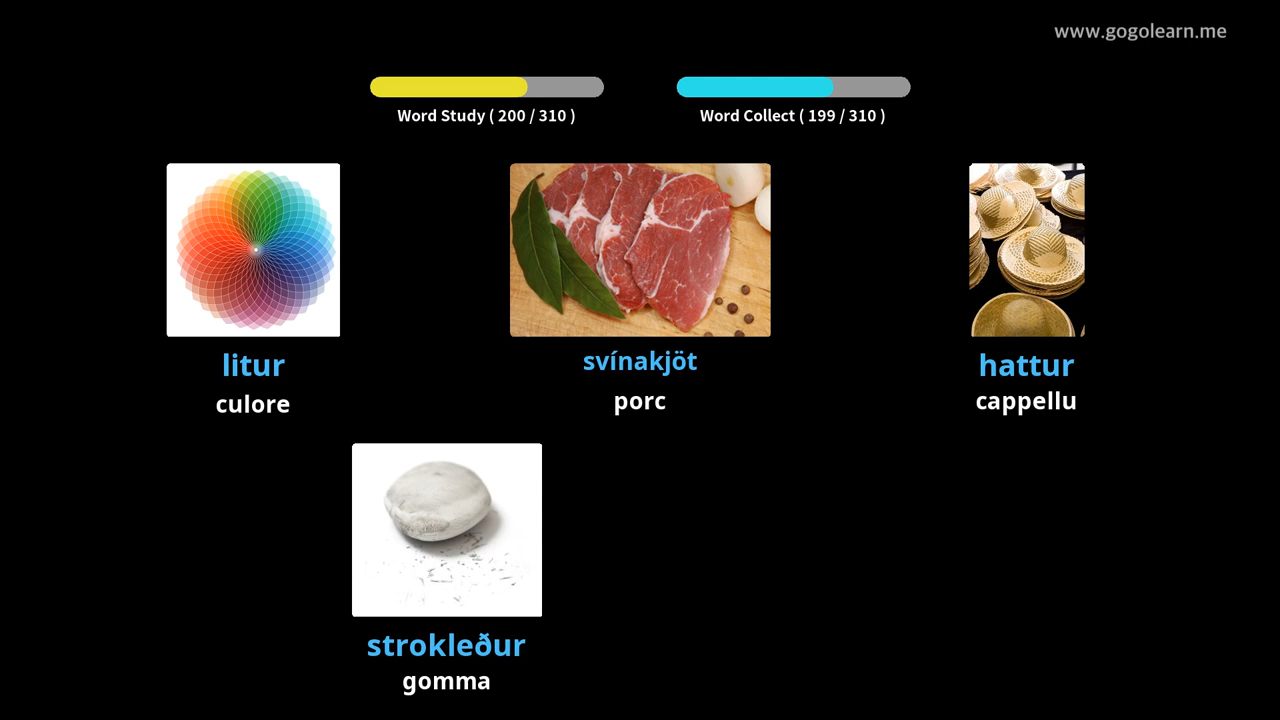 www.gogolearn.me
Word Study ( 200 / 310 )
Word Collect ( 199 / 310 )
litur
culore
svínakjöt
porc
hattur
cappellu
strokleður
gomma